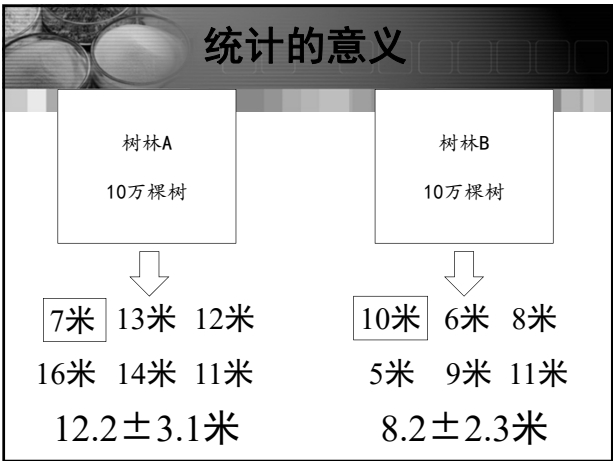 统计的意义
树林A
10万棵树
树林B
10万棵树
7米 13米 12米
16米 14米 11米
12.2±3.1米
10米 6米 8米
5米 9米 11米
8.2±2.3米